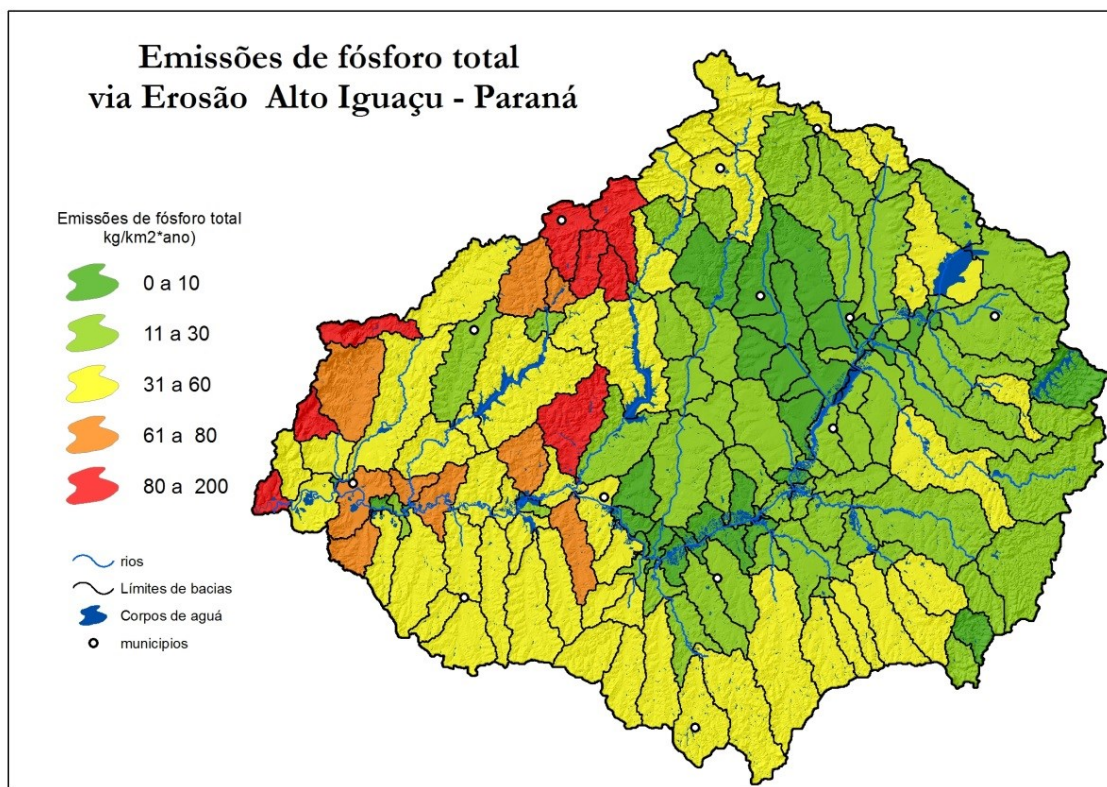 Emissões de fósforo total
via Erosão Alto Iguaçu - Paraná
Emissões de fósforo total
kg/km2*ano)
0 a 10
11 a 30
31 a 60
61 a 80
80 a 200
rios
Límites de bacias
Corpos de aguá
municipios